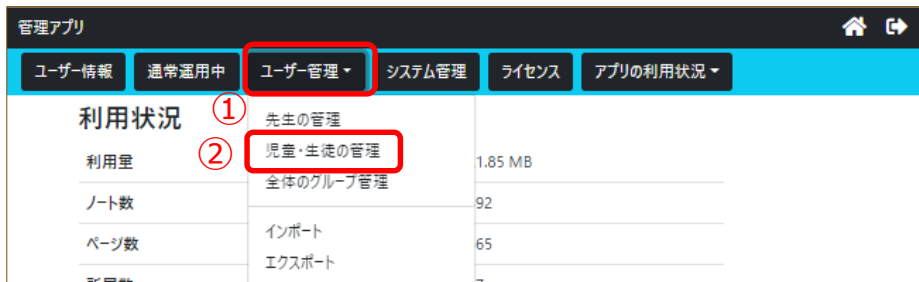 管理アプリ
ユーザー情報 通常運用中 ユーザー管理 システム管理 ライセンス アプリの利用状況
①
利用状況
先生の管理
②
児童・生徒の管理
利用量
1.85 MB
全体のグループ管理
ノート数
92
インポート
ページ数
65
エクスポート